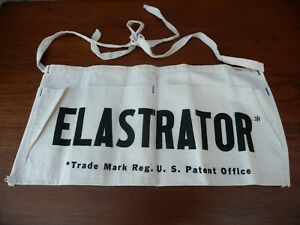 ELASTRATOR*
*Trade Mark Reg. U. S. Patent Office